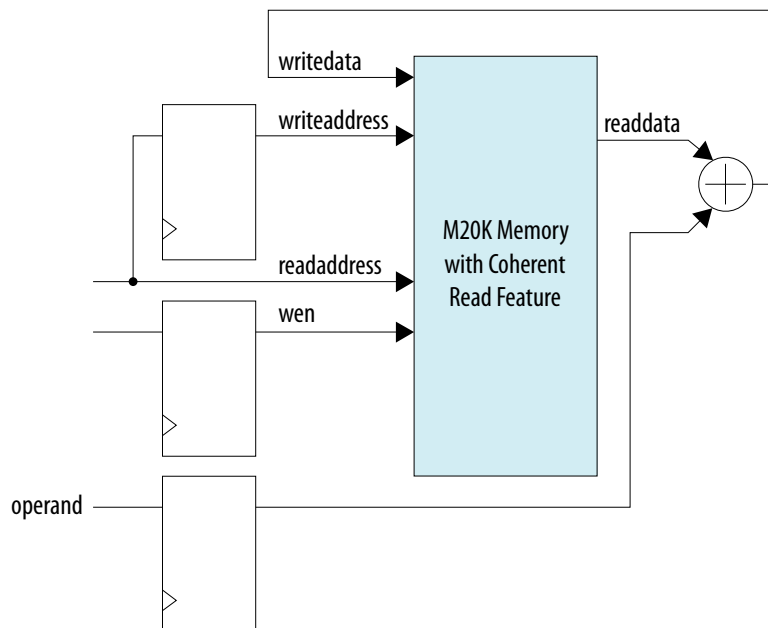 writedata
writeaddress
readdata
M20K Memory
with Coherent
Read Feature
readaddress
wen
operand